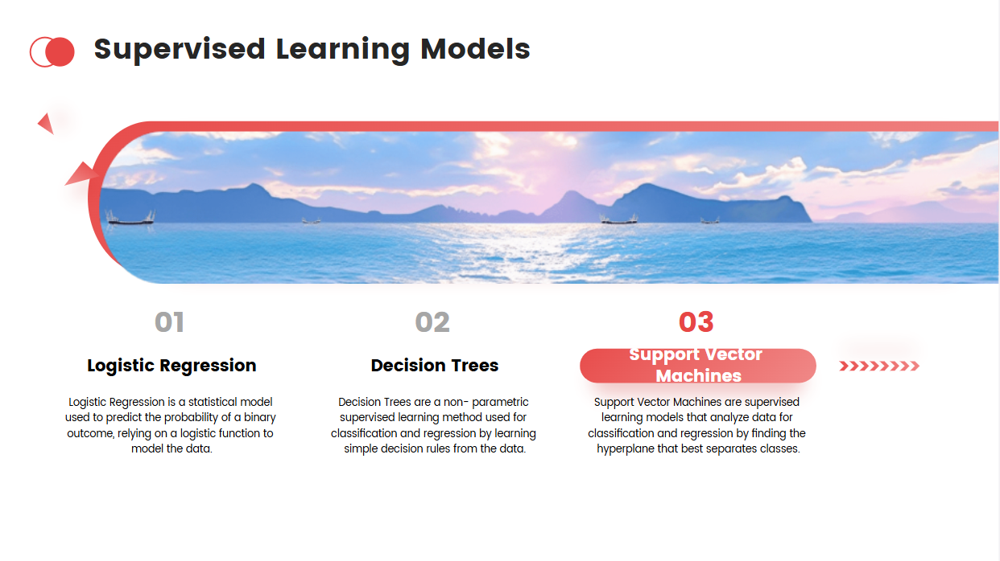 Supervised Learning Models
01
Logistic Regression
Logistic Regression is a statistical model
used to predict the probability of a binary
outcome, relying on a logistic function to
model the data.
02
Decision Trees
Decision Trees are a non- parametric
supervised learning method used for
classification and regression by learning
simple decision rules from the data.
03
Support Vector
Machines
Support Vector Machines are supervised
learning models that analyze data for
classification and regression by finding the
hyperplane that best separates classes.